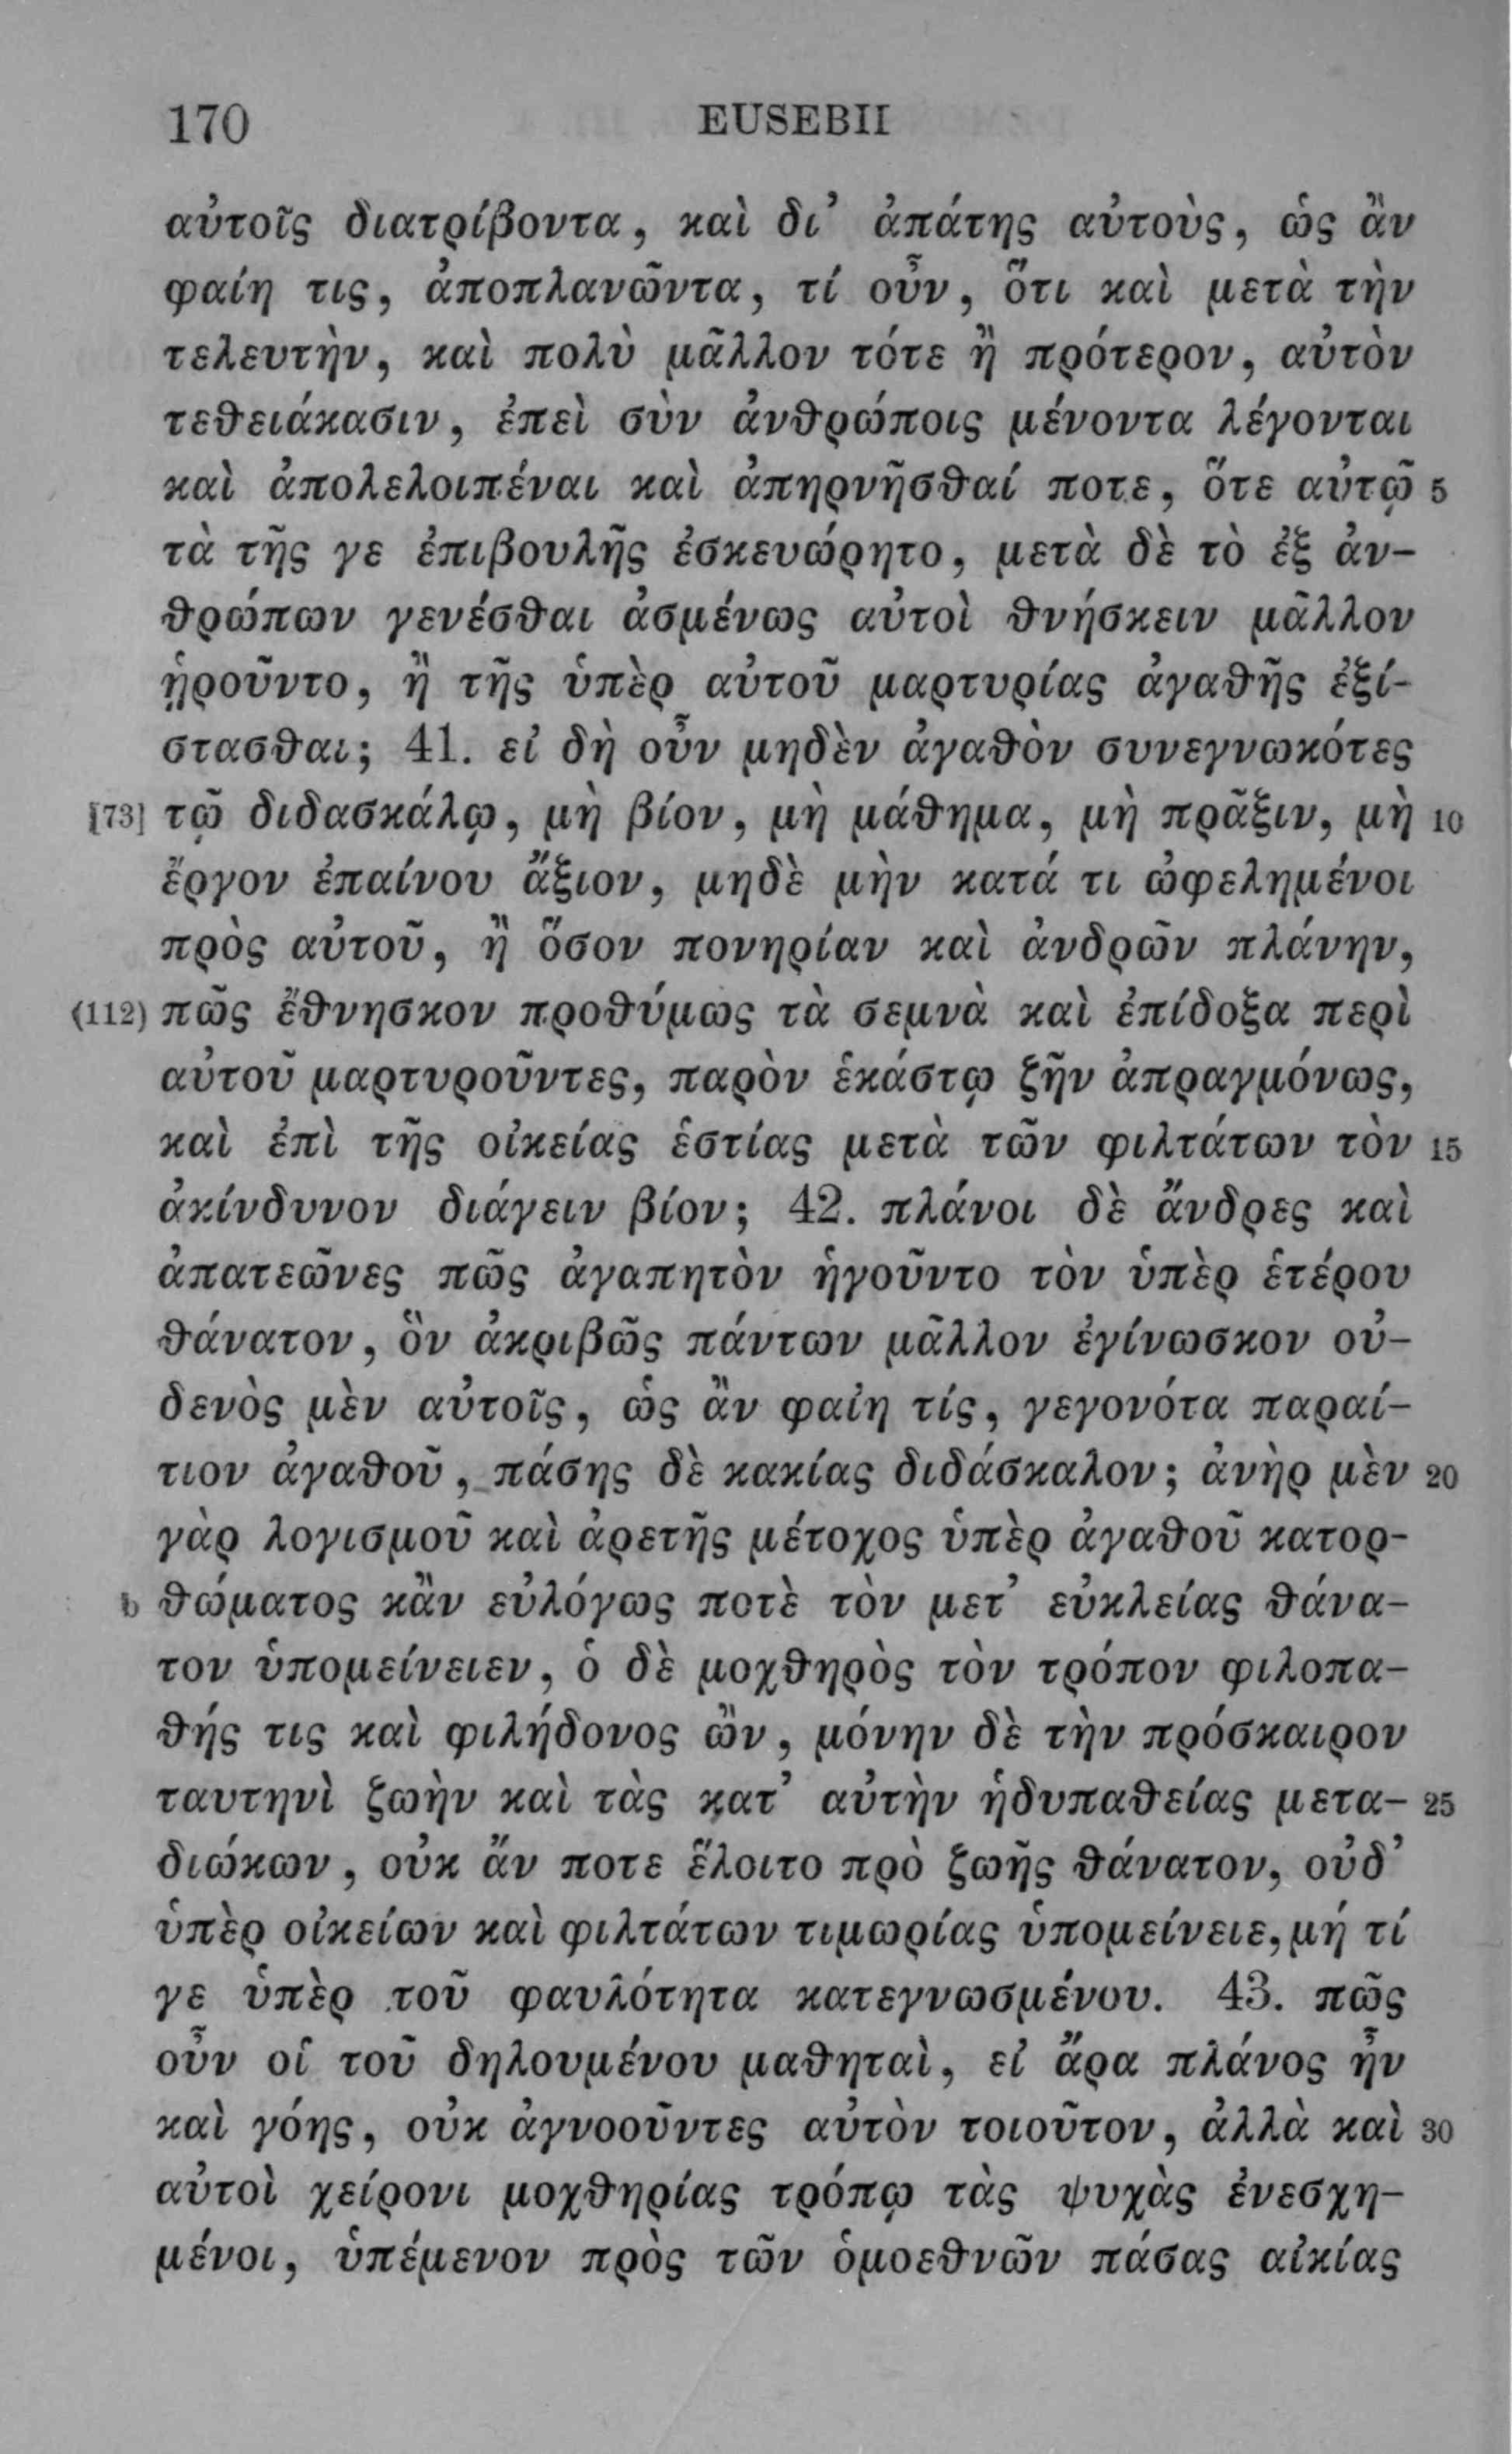 170 EUSEBII
αὐτοῖς διατρίβοντα, καὶ δι’ ἀπάτης αὐτοὺς, ὡς ἂν
φαίη τις, ἀποπλανῶντα, τί οὖν, ὅτι καὶ μετὰ τὴν
τελευτὴν, καὶ πολὺ μᾶλλον τότε ἢ πρότερον, αὐτὸν
τεθειάκασιν, ἐπεὶ σὺν ἀνθρώποις μένοντα λέγονται
καὶ ἀπολελοιπέναι καὶ ἀπηρνῆσθαί ποτε, ὅτε αὐτῷ 5
τὰ τῆς γε ἐπιβουλῆς ἐσκευώρητο, μετὰ δὲ τὸ ἐξ ἀν-
θρώπων γενέσθαι ἀσμένως αὐτοὶ θνήσκειν μᾶλλον
ᾑροῦντο, ἢ τῆς ὑπὲρ αὐτοῦ μαρτυρίας ἀγαθῆς ἐξί-
στασθαι; 41. εἰ δὴ οὖν μηδὲν ἀγαθὸν συνεγνωκότες
[73] τῷ διδασκάλῳ, μὴ βίον, μὴ μάθημα, μὴ πρᾶξιν, μὴ 10
ἔργον ἐπαίνου ἄξιον, μηδὲ μὴν κατά τι ὠφελημένοι
πρὸς αὐτοῦ, ἢ ὅσον πονηρίαν καὶ ἀνδρῶν πλάνην,
(112) πῶς ἔθνησκον προθύμως τὰ σεμνὰ καὶ ἐπίδοξα περὶ
αὐτοῦ μαρτυροῦντες, παρὸν ἑκάστῳ ζῆν ἀπραγμόνως,
καὶ ἐπὶ τῆς οἰκείας ἑστίας μετὰ τῶν φιλτάτων τὸν 15
ἀκίνδυνον διάγειν βίον; 42. πλάνοι δὲ ἄνδρες καὶ
ἀπατεῶνες πῶς ἀγαπητὸν ἡγοῦντο τὸν ὑπὲρ ἑτέρου
θάνατον, ὃν ἀκριβῶς πάντων μᾶλλον ἐγίνωσκον οὐ-
δενὸς μὲν αὐτοῖς, ὡς ἂν φαίη τίς, γεγονότα παραί-
τιον ἀγαθοῦ, πάσης δὲ κακίας διδάσκαλον; ἀνὴρ μὲν 20
γὰρ λογισμοῦ καὶ ἀρετῆς μέτοχος ὑπὲρ ἀγαθοῦ κατορ-
b θώματος κἂν εὐλόγως ποτὲ τὸν μετ’ εὐκλείας θάνα-
τον ὑπομείνειεν, ὁ δὲ μοχθηρὸς τὸν τρόπον φιλοπα-
θής τις καὶ φιλήδονος ὢν, μόνην δὲ τὴν πρόσκαιρον
ταυτηνὶ ζωὴν καὶ τὰς κατ’ αὐτὴν ἡδυπαθείας μετα- 25
διώκων, οὐκ ἄν ποτε ἕλοιτο πρὸ ζωῆς θάνατον, οὐδ’
ὑπὲρ οἰκείων καὶ φιλτάτων τιμωρίας ὑπομείνειε, μή τί
γε ὑπὲρ τοῦ φαυλότητα κατεγνωσμένου. 43. πῶς
οὖν οἱ τοῦ δηλουμένου μαθηταὶ, εἰ ἄρα πλάνος ἦν
καὶ γόης, οὐκ ἀγνοοῦντες αὐτὸν τοιοῦτον, ἀλλὰ καὶ 30
αὐτοὶ χείρονι μοχθηρίας τρόπῳ τὰς ψυχὰς ἐνεσχη-
μένοι, ὑπέμενον πρὸς τῶν ὁμοεθνῶν πάσας αἰκίας